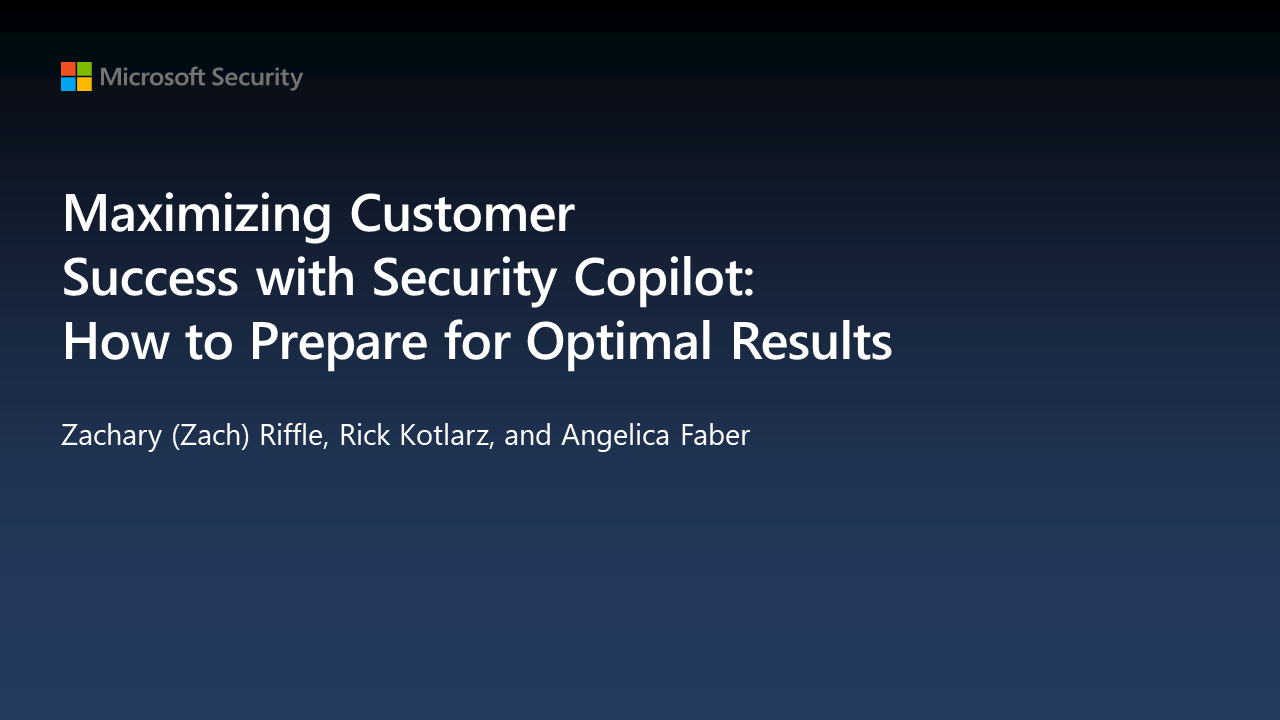 Microsoft Security
Maximizing Customer
Success with Security Copilot:
How to Prepare for Optimal Results
Zachary (Zach) Riffle, Rick Kotlarz, and Angelica Faber